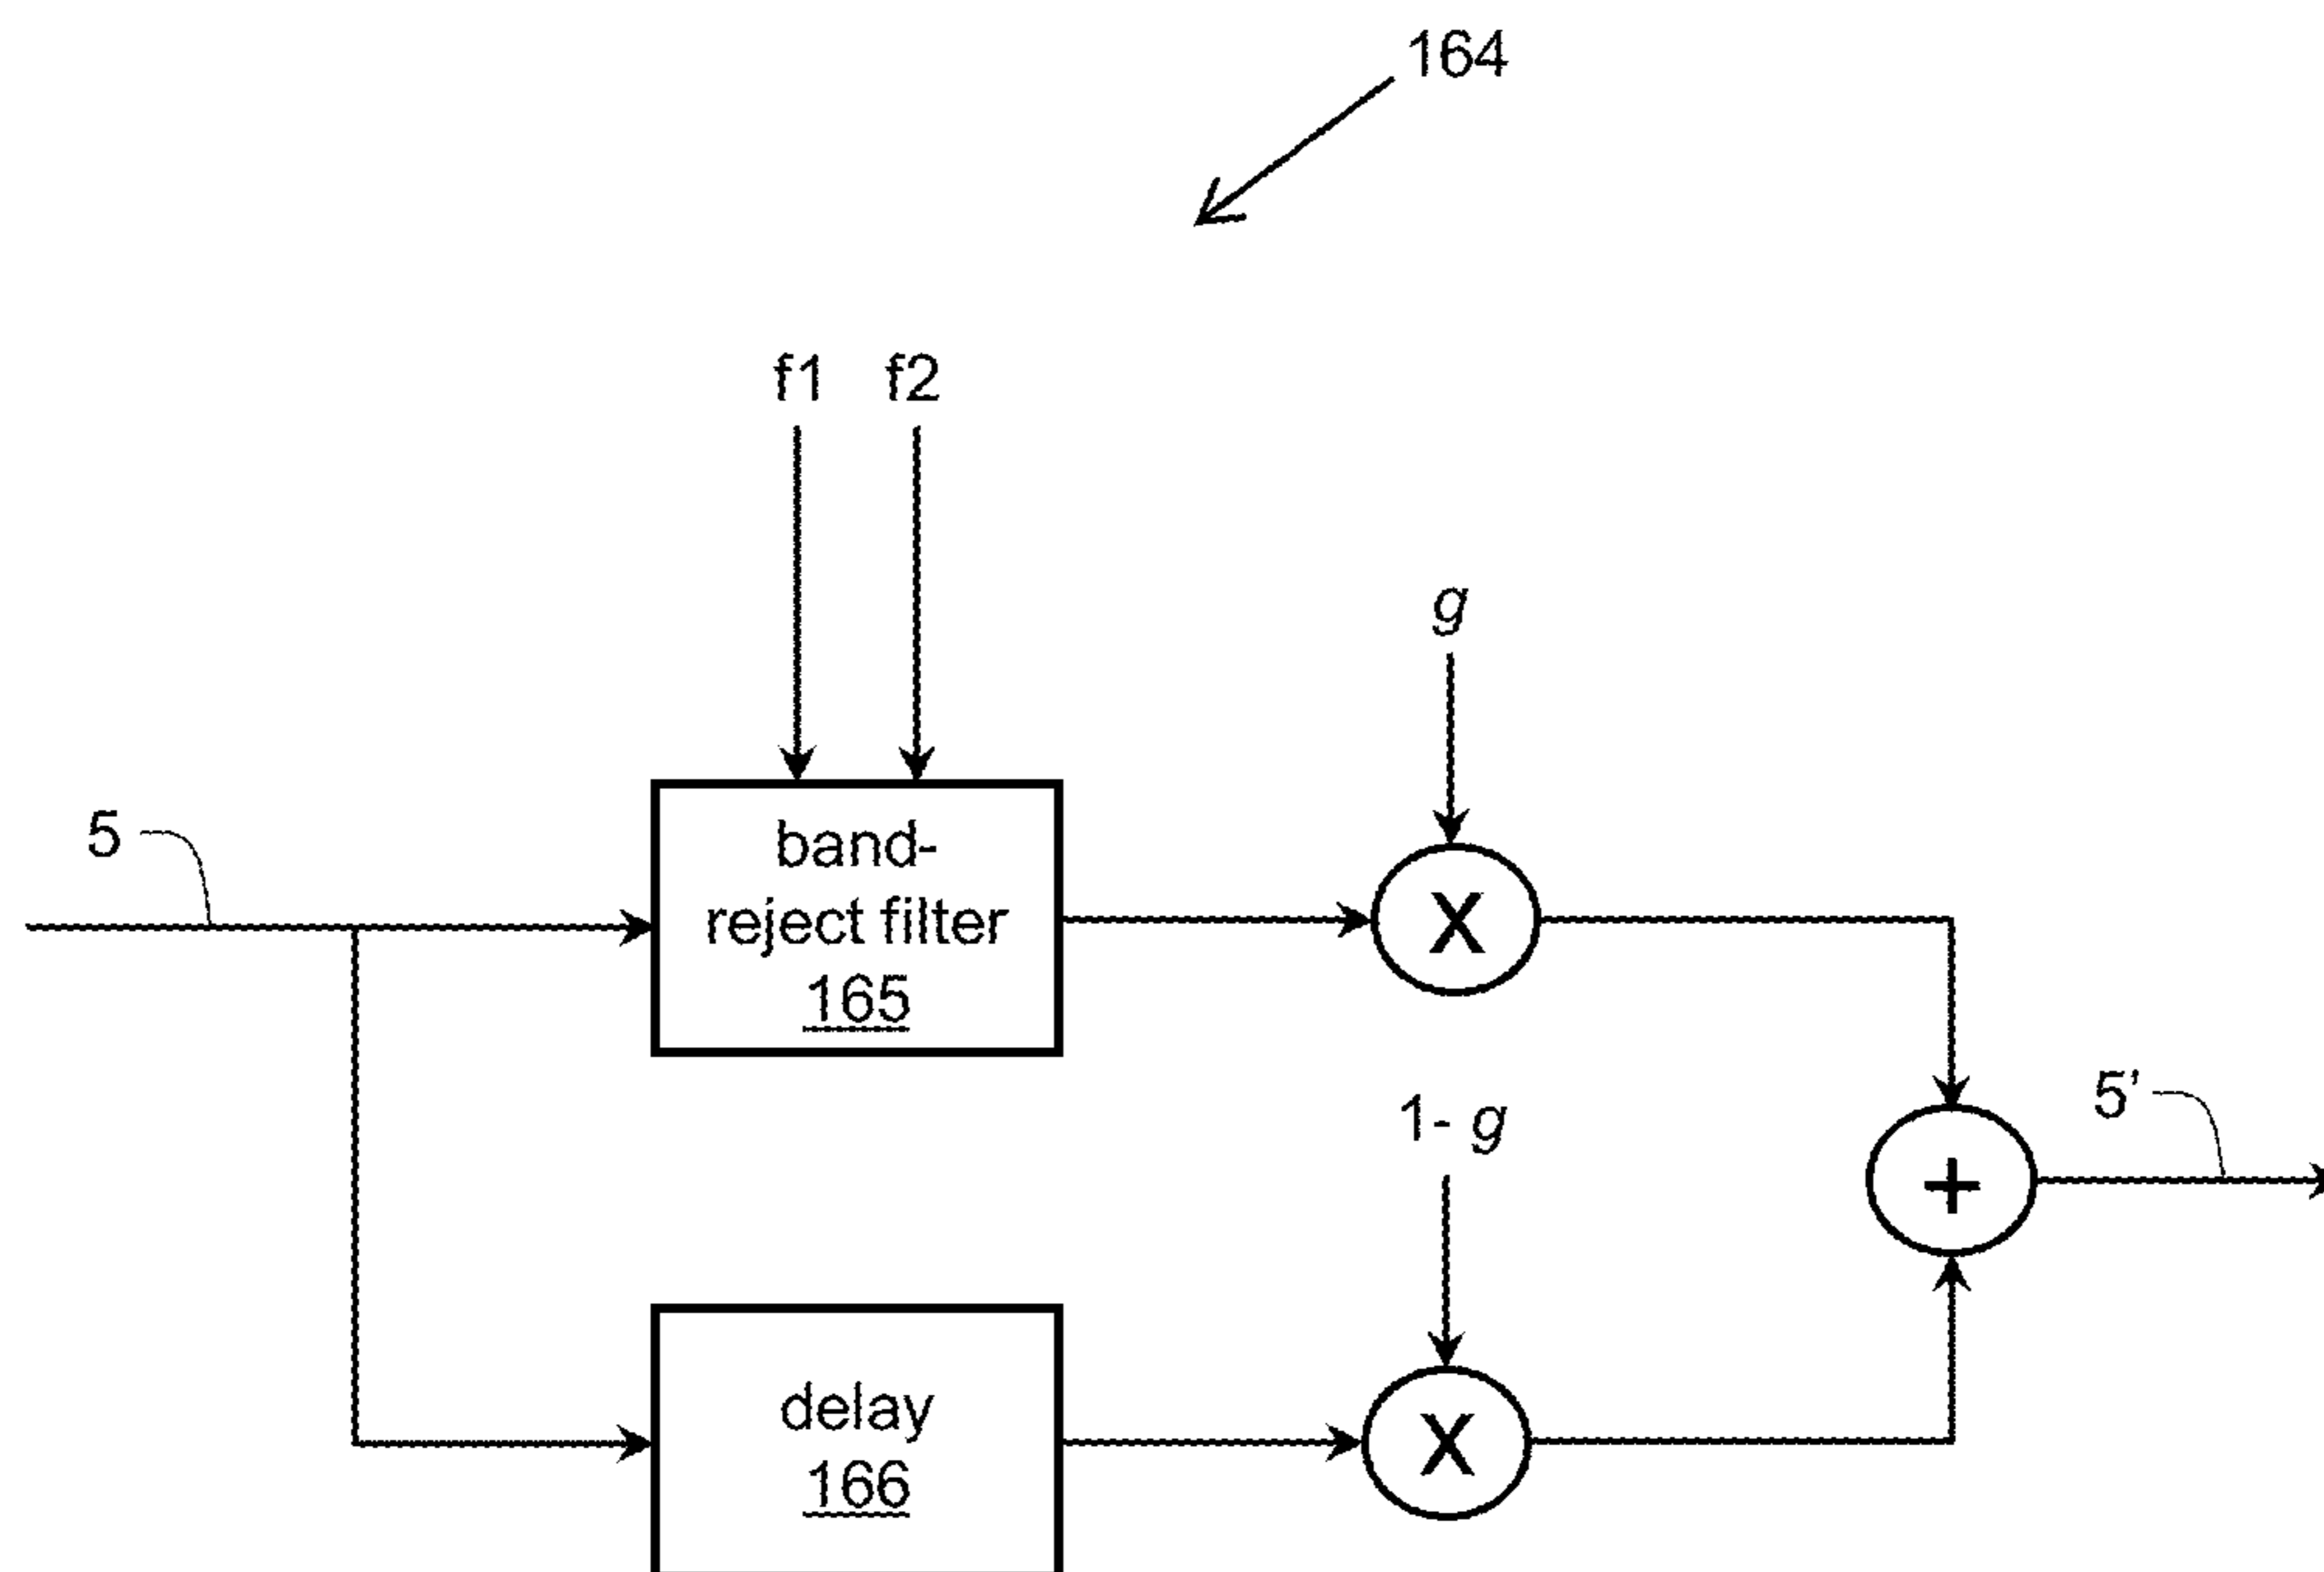 164
f1 f2
g
5
band-
reject filter
165
X
1- g
5'
+
delay
166
X